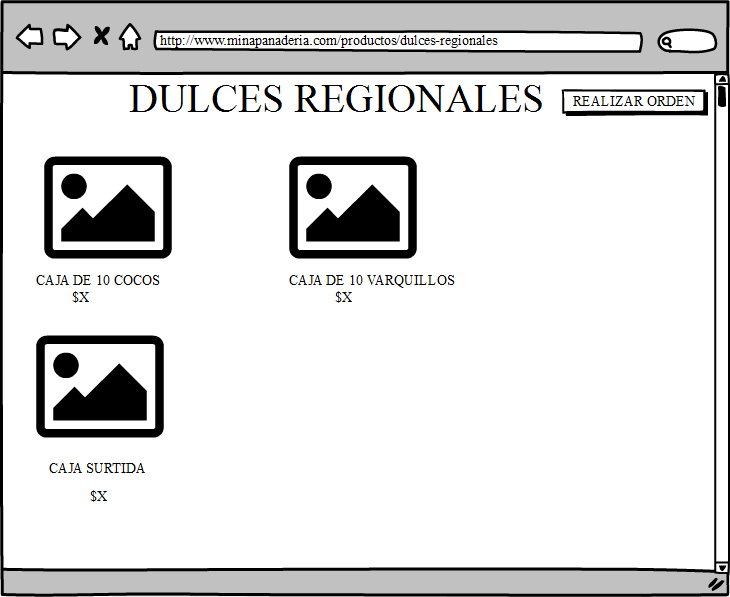 http://www.minapanaderia.com/productos/dulces-regionales
DULCES REGIONALES
REALIZAR ORDEN
CAJA DE 10 COCOS
$X
CAJA DE 10 VARQUILLOS
$X
CAJA SURTIDA
$X